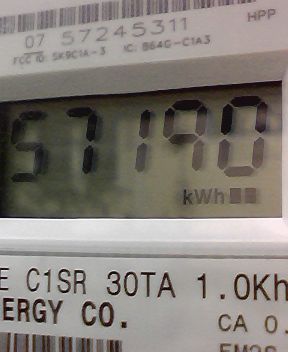 HPP
07 57245311
FCC ID: SK9C1A-3 IC: 864G-C1A3
57190
kWh
E C1SR 30TA 1.0Kh
ERGY CO.
CA 0.